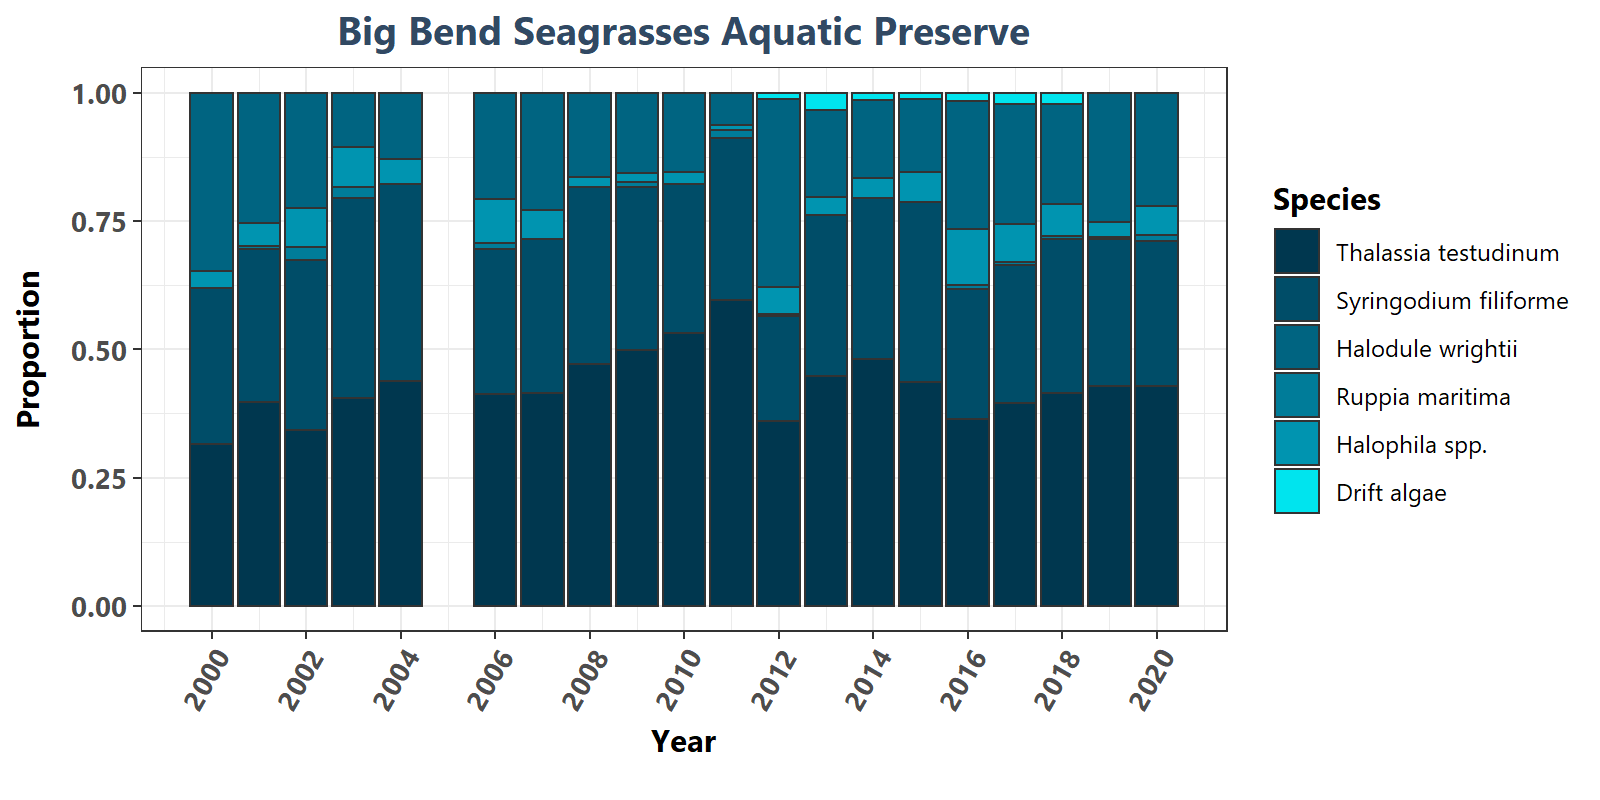 Big Bend Seagrasses Aquatic Preserve
Proportion
1.00
0.75
0.50
0.25
0.00
2000
2002
2004
2006
2008
2010
2012
2014
2016
2018
2020
Year
Species
Thalassia testudinum
Syringodium filiforme
Halodule wrightii
Ruppia maritima
Halophila spp.
Drift algae